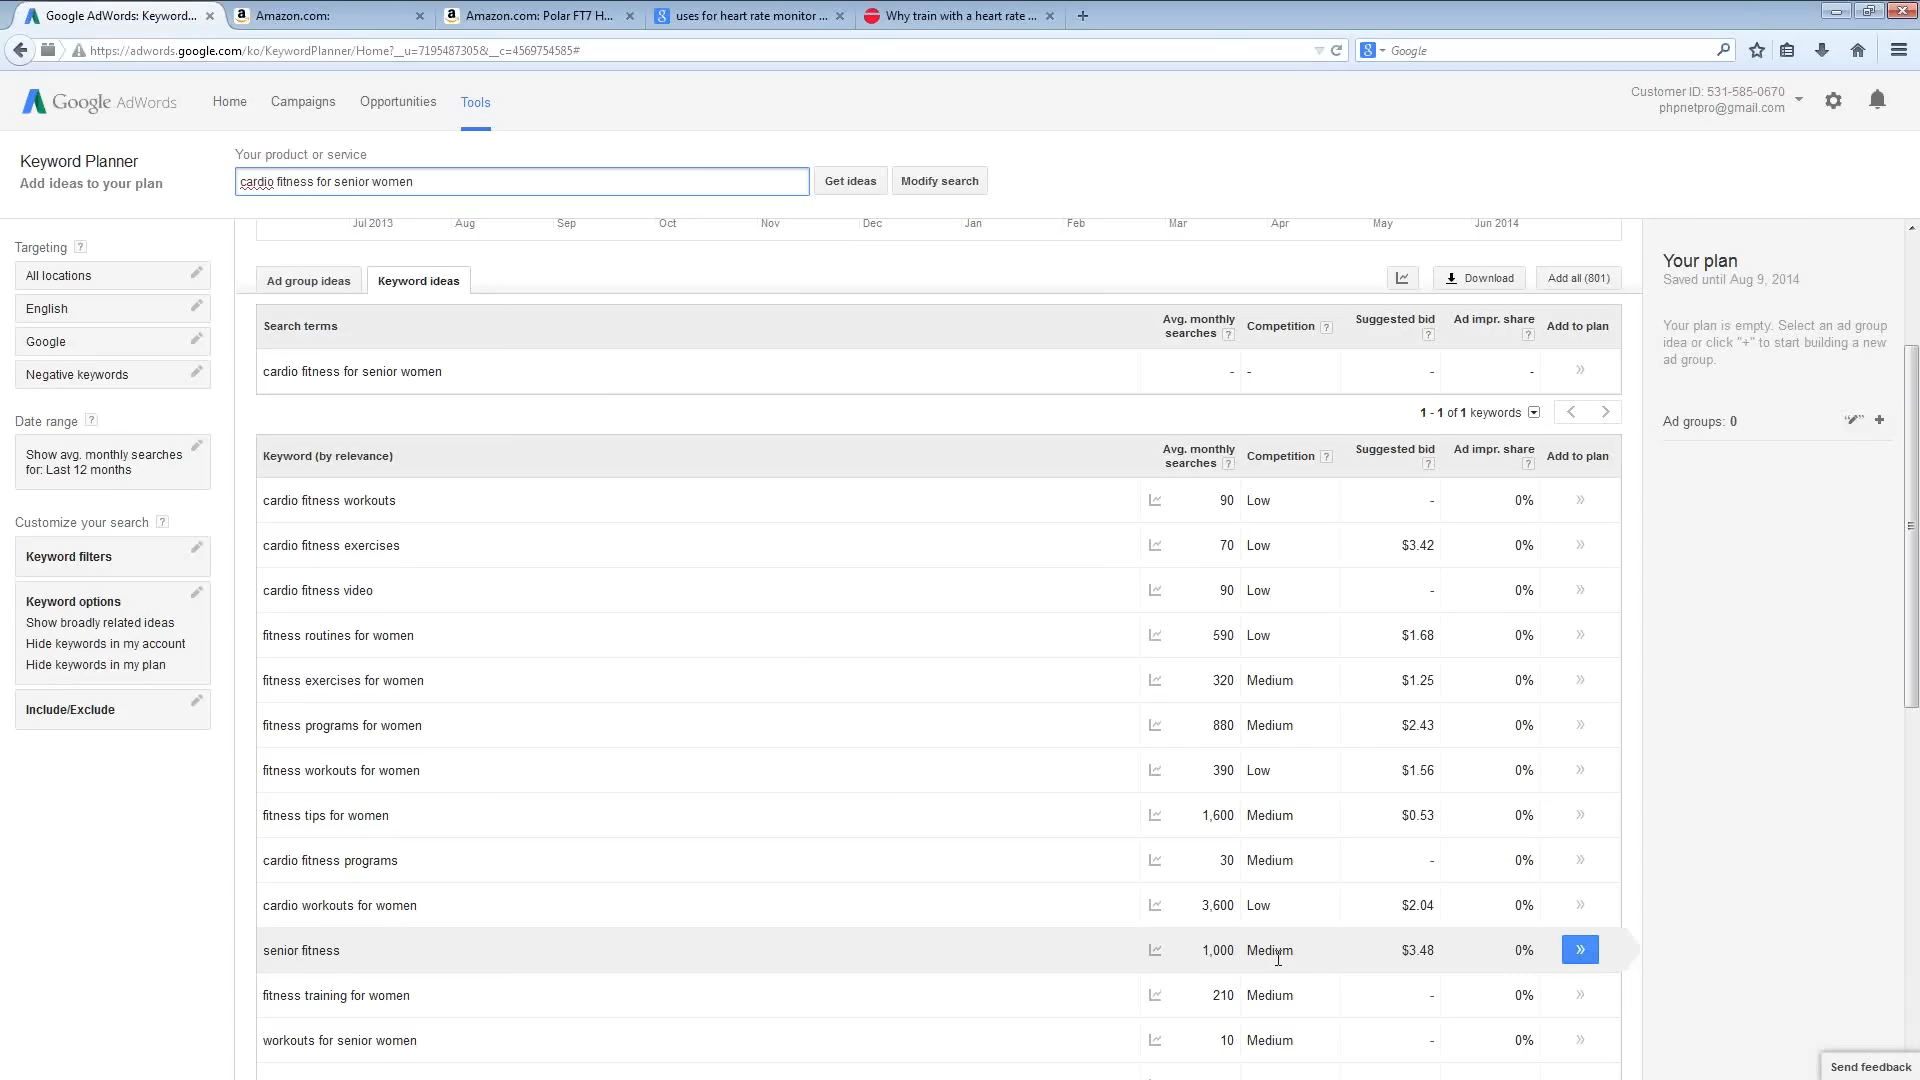 Google AdWords: Keyword...
Amazon.com:
Amazon.com: Polar FT7 H...
uses for heart rate monitor ...
Why train with a heart rate ...
https://adwords.google.com/ko/KeywordPlanner/Home?__u=7195487305&__c=4569754585#
Google
Google AdWords
Home
Campaigns
Opportunities
Tools
Customer ID: 531-585-0670
phpnetpro@gmail.com
Keyword Planner
Add ideas to your plan
Your product or service
cardio fitness for senior women
Get ideas
Modify search
Jul 2013 Aug Sep Oct Nov Dec Jan Feb Mar Apr May Jun 2014
Targeting ?
All locations
English
Google
Negative keywords
Date range ?
Show avg. monthly searches
for: Last 12 months
Customize your search ?
Keyword filters
Keyword options
Show broadly related ideas
Hide keywords in my account
Hide keywords in my plan
Include/Exclude
Ad group ideas
Keyword ideas
Download
Add all (801)
Search terms Avg. monthly searches ? Competition ? Suggested bid ? Ad impr. share ? Add to plan
cardio fitness for senior women - - - - »
1 - 1 of 1 keywords
Keyword (by relevance) Avg. monthly searches ? Competition ? Suggested bid ? Ad impr. share ? Add to plan
cardio fitness workouts 90 Low - 0% »
cardio fitness exercises 70 Low $3.42 0% »
cardio fitness video 90 Low - 0% »
fitness routines for women 590 Low $1.68 0% »
fitness exercises for women 320 Medium $1.25 0% »
fitness programs for women 880 Medium $2.43 0% »
fitness workouts for women 390 Low $1.56 0% »
fitness tips for women 1,600 Medium $0.53 0% »
cardio fitness programs 30 Medium - 0% »
cardio workouts for women 3,600 Low $2.04 0% »
senior fitness 1,000 Medium $3.48 0% »
fitness training for women 210 Medium - 0% »
workouts for senior women 10 Medium - 0% »
Your plan
Saved until Aug 9, 2014
Your plan is empty. Select an ad group
idea or click "+" to start building a new
ad group.
Ad groups: 0
Send feedback